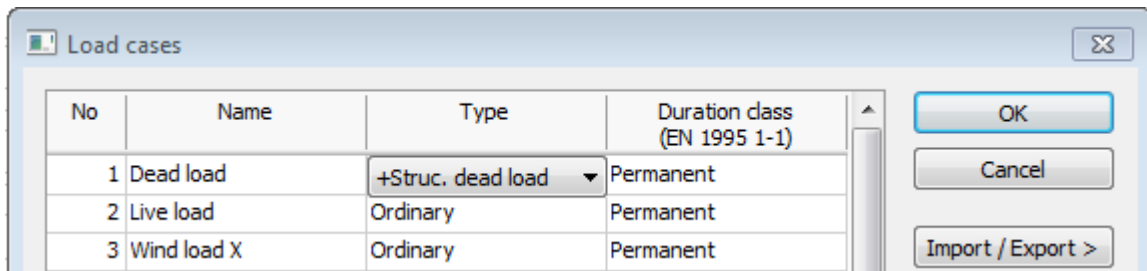 Load cases
No Name Type Duration class
(EN 1995 1-1)
OK
1 Dead load +Struc. dead load Permanent
Cancel
2 Live load Ordinary Permanent
3 Wind load X Ordinary Permanent
Import / Export >